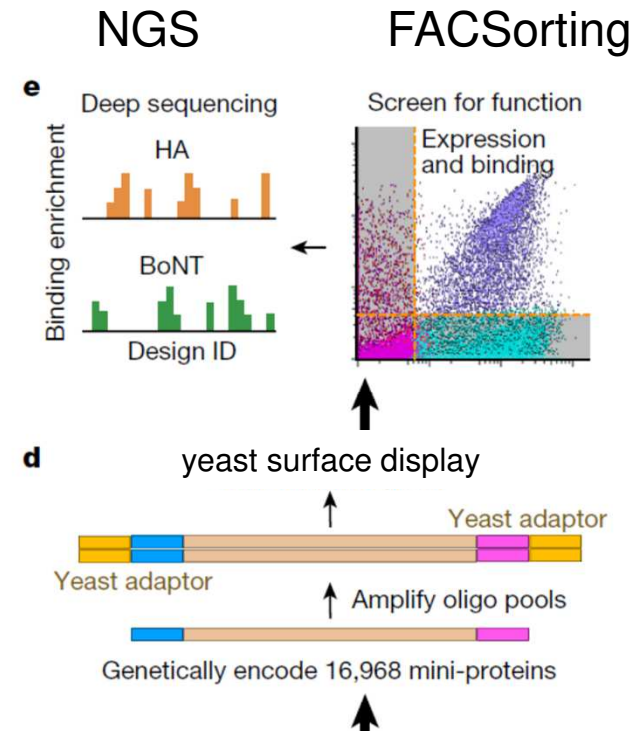 NGS
FACSorting
e
Deep sequencing
Screen for function
Binding enrichment
HA
BoNT
Design ID
Expression
and binding
d
yeast surface display
Yeast adaptor
Yeast adaptor
Amplify oligo pools
Genetically encode 16,968 mini-proteins